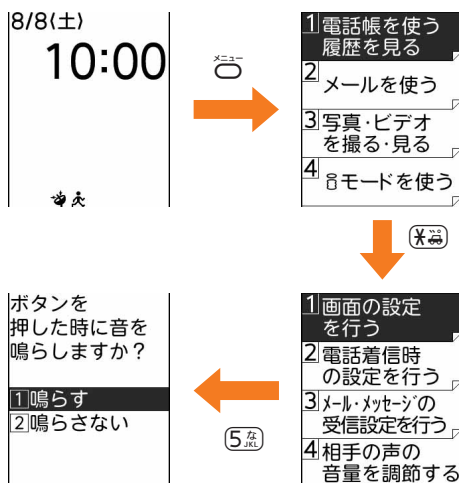 8/8(土)
10:00
メニュー
1 電話帳を使う
履歴を見る
2 メールを使う
3 写真・ビデオ
を撮る・見る
4 iモードを使う
1 画面の設定
を行う
2 電話着信時
の設定を行う
3 ﾒｰﾙ・ﾒｯｾｰｼﾞの
受信設定を行う
4 相手の声の
音量を調節する
5 な
JKL
ボタンを
押した時に音を
鳴らしますか？
1 鳴らす
2 鳴らさない